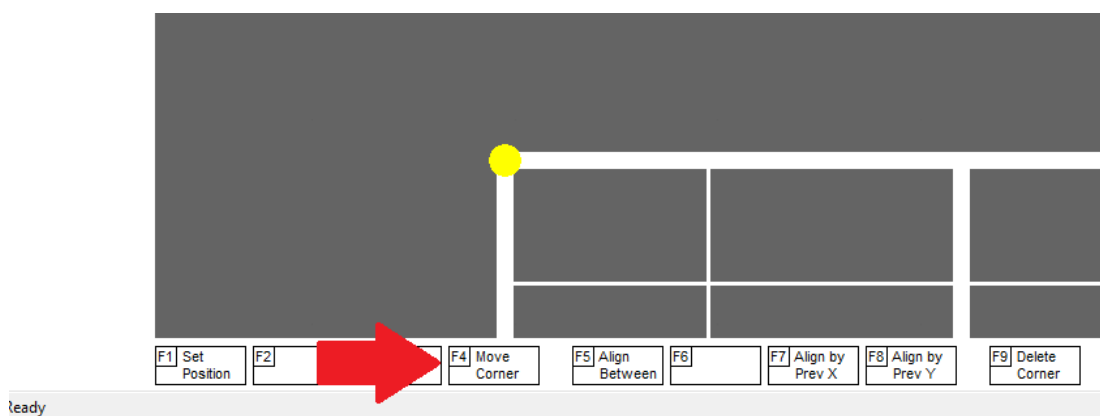 F1 Set
Position
F2
F4 Move
Corner
F5 Align
Between
F6
F7 Align by
Prev X
F8 Align by
Prev Y
F9 Delete
Corner
Ready